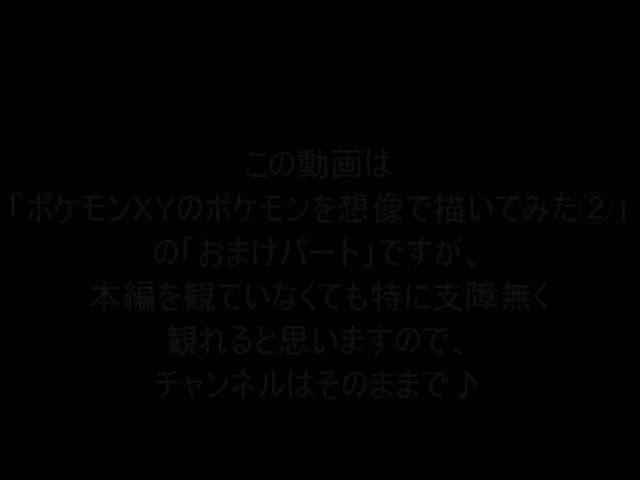 この動画は
「ポケモンXYのポケモンを想像で描いてみた②」
の「おまけパート」ですが、
本編を観ていなくても特に支障無く
観れると思いますので、
チャンネルはそのままで♪